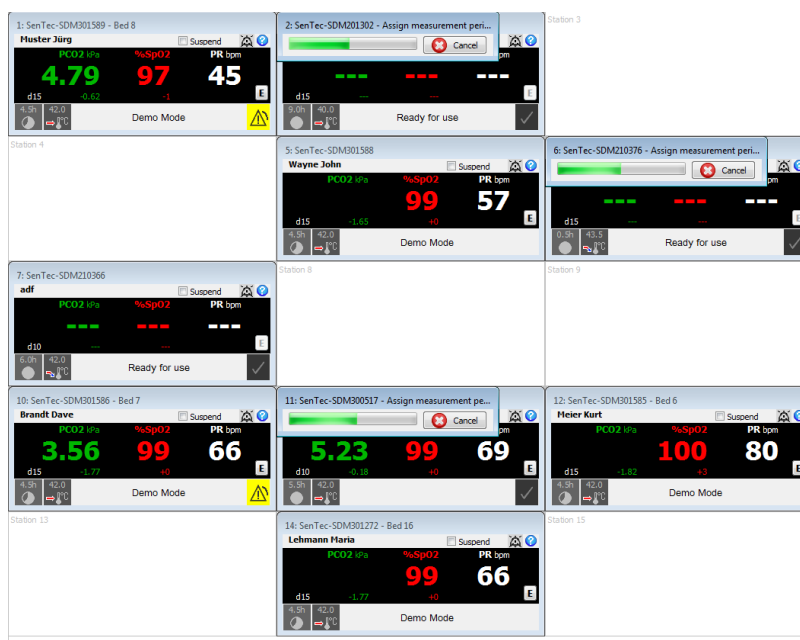 1: SenTec-SDM301589 - Bed 8
Muster Jürg
Suspend
PCO2 kPa %SpO2 PR bpm
4.79 97 45
E
d15 -0.62 -1
4.5h 42.0
°C
Demo Mode
2: SenTec-SDM201302 - Assign measurement peri...
Cancel
pm
--- --- ---
E
d15 --- ---
9.0h 40.0
°C
Ready for use
Station 3
Station 4
5: SenTec-SDM301588
Wayne John
Suspend
PCO2 kPa %SpO2 PR bpm
99 57
E
d15 -1.65 +0
4.5h 42.0
°C
Demo Mode
6: SenTec-SDM210376 - Assign measurement peri...
Cancel
pm
--- --- ---
E
d15 --- ---
0.5h 43.5
°C
Ready for use
7: SenTec-SDM210366
adf
Suspend
PCO2 kPa %SpO2 PR bpm
--- --- ---
E
d10 --- ---
6.0h 42.0
°C
Ready for use
Station 8
Station 9
10: SenTec-SDM301586 - Bed 7
Brandt Dave
Suspend
PCO2 kPa %SpO2 PR bpm
3.56 99 66
E
d15 -1.77 +0
4.5h 42.0
°C
Demo Mode
11: SenTec-SDM300517 - Assign measurement pe...
Cancel
pm
5.23 99 69
E
d10 -0.18 +0
5.5h 42.0
°C
12: SenTec-SDM301585 - Bed 6
Meier Kurt
Suspend
PCO2 kPa %SpO2 PR bpm
100 80
E
d15 -1.82 +3
4.5h 42.0
°C
Demo Mode
Station 13
14: SenTec-SDM301272 - Bed 16
Lehmann Maria
Suspend
PCO2 kPa %SpO2 PR bpm
99 66
E
d15 -1.77 +0
4.5h 42.0
°C
Demo Mode
Station 15